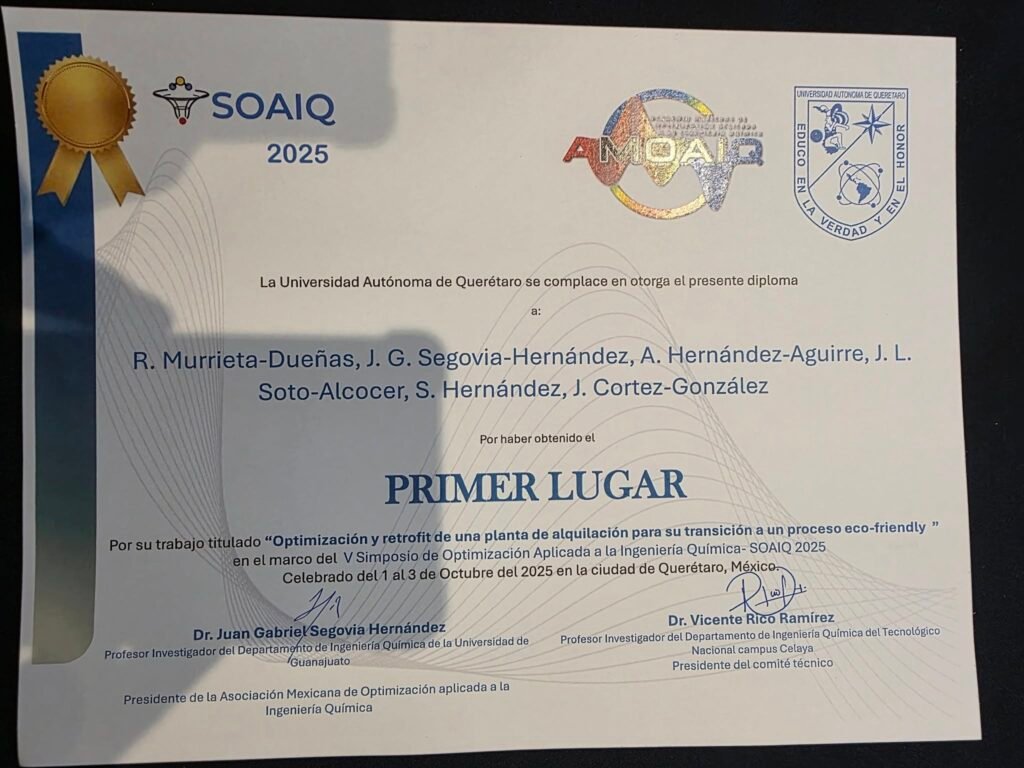 SOAIQ
2025
AMOAIQ
UNIVERSIDAD AUTONOMA DE QUERETARO
EDUCO EN LA VERDAD Y EN EL HONOR
La Universidad Autónoma de Querétaro se complace en otorga el presente diploma
a:
R. Murrieta-Dueñas, J. G. Segovia-Hernández, A. Hernández-Aguirre, J. L.
Soto-Alcocer, S. Hernández, J. Cortez-González
Por haber obtenido el
PRIMER LUGAR
Por su trabajo titulado “Optimización y retrofit de una planta de alquilación para su transición a un proceso eco-friendly ”
en el marco del V Simposio de Optimización Aplicada a la Ingeniería Química- SOAIQ 2025
Celebrado del 1 al 3 de Octubre del 2025 en la ciudad de Querétaro, México.
Dr. Juan Gabriel Segovia Hernández
Profesor Investigador del Departamento de Ingeniería Química de la Universidad de
Guanajuato
Presidente de la Asociación Mexicana de Optimización aplicada a la
Ingeniería Química
Dr. Vicente Rico Ramírez
Profesor Investigador del Departamento de Ingeniería Química del Tecnológico
Nacional campus Celaya
Presidente del comité técnico